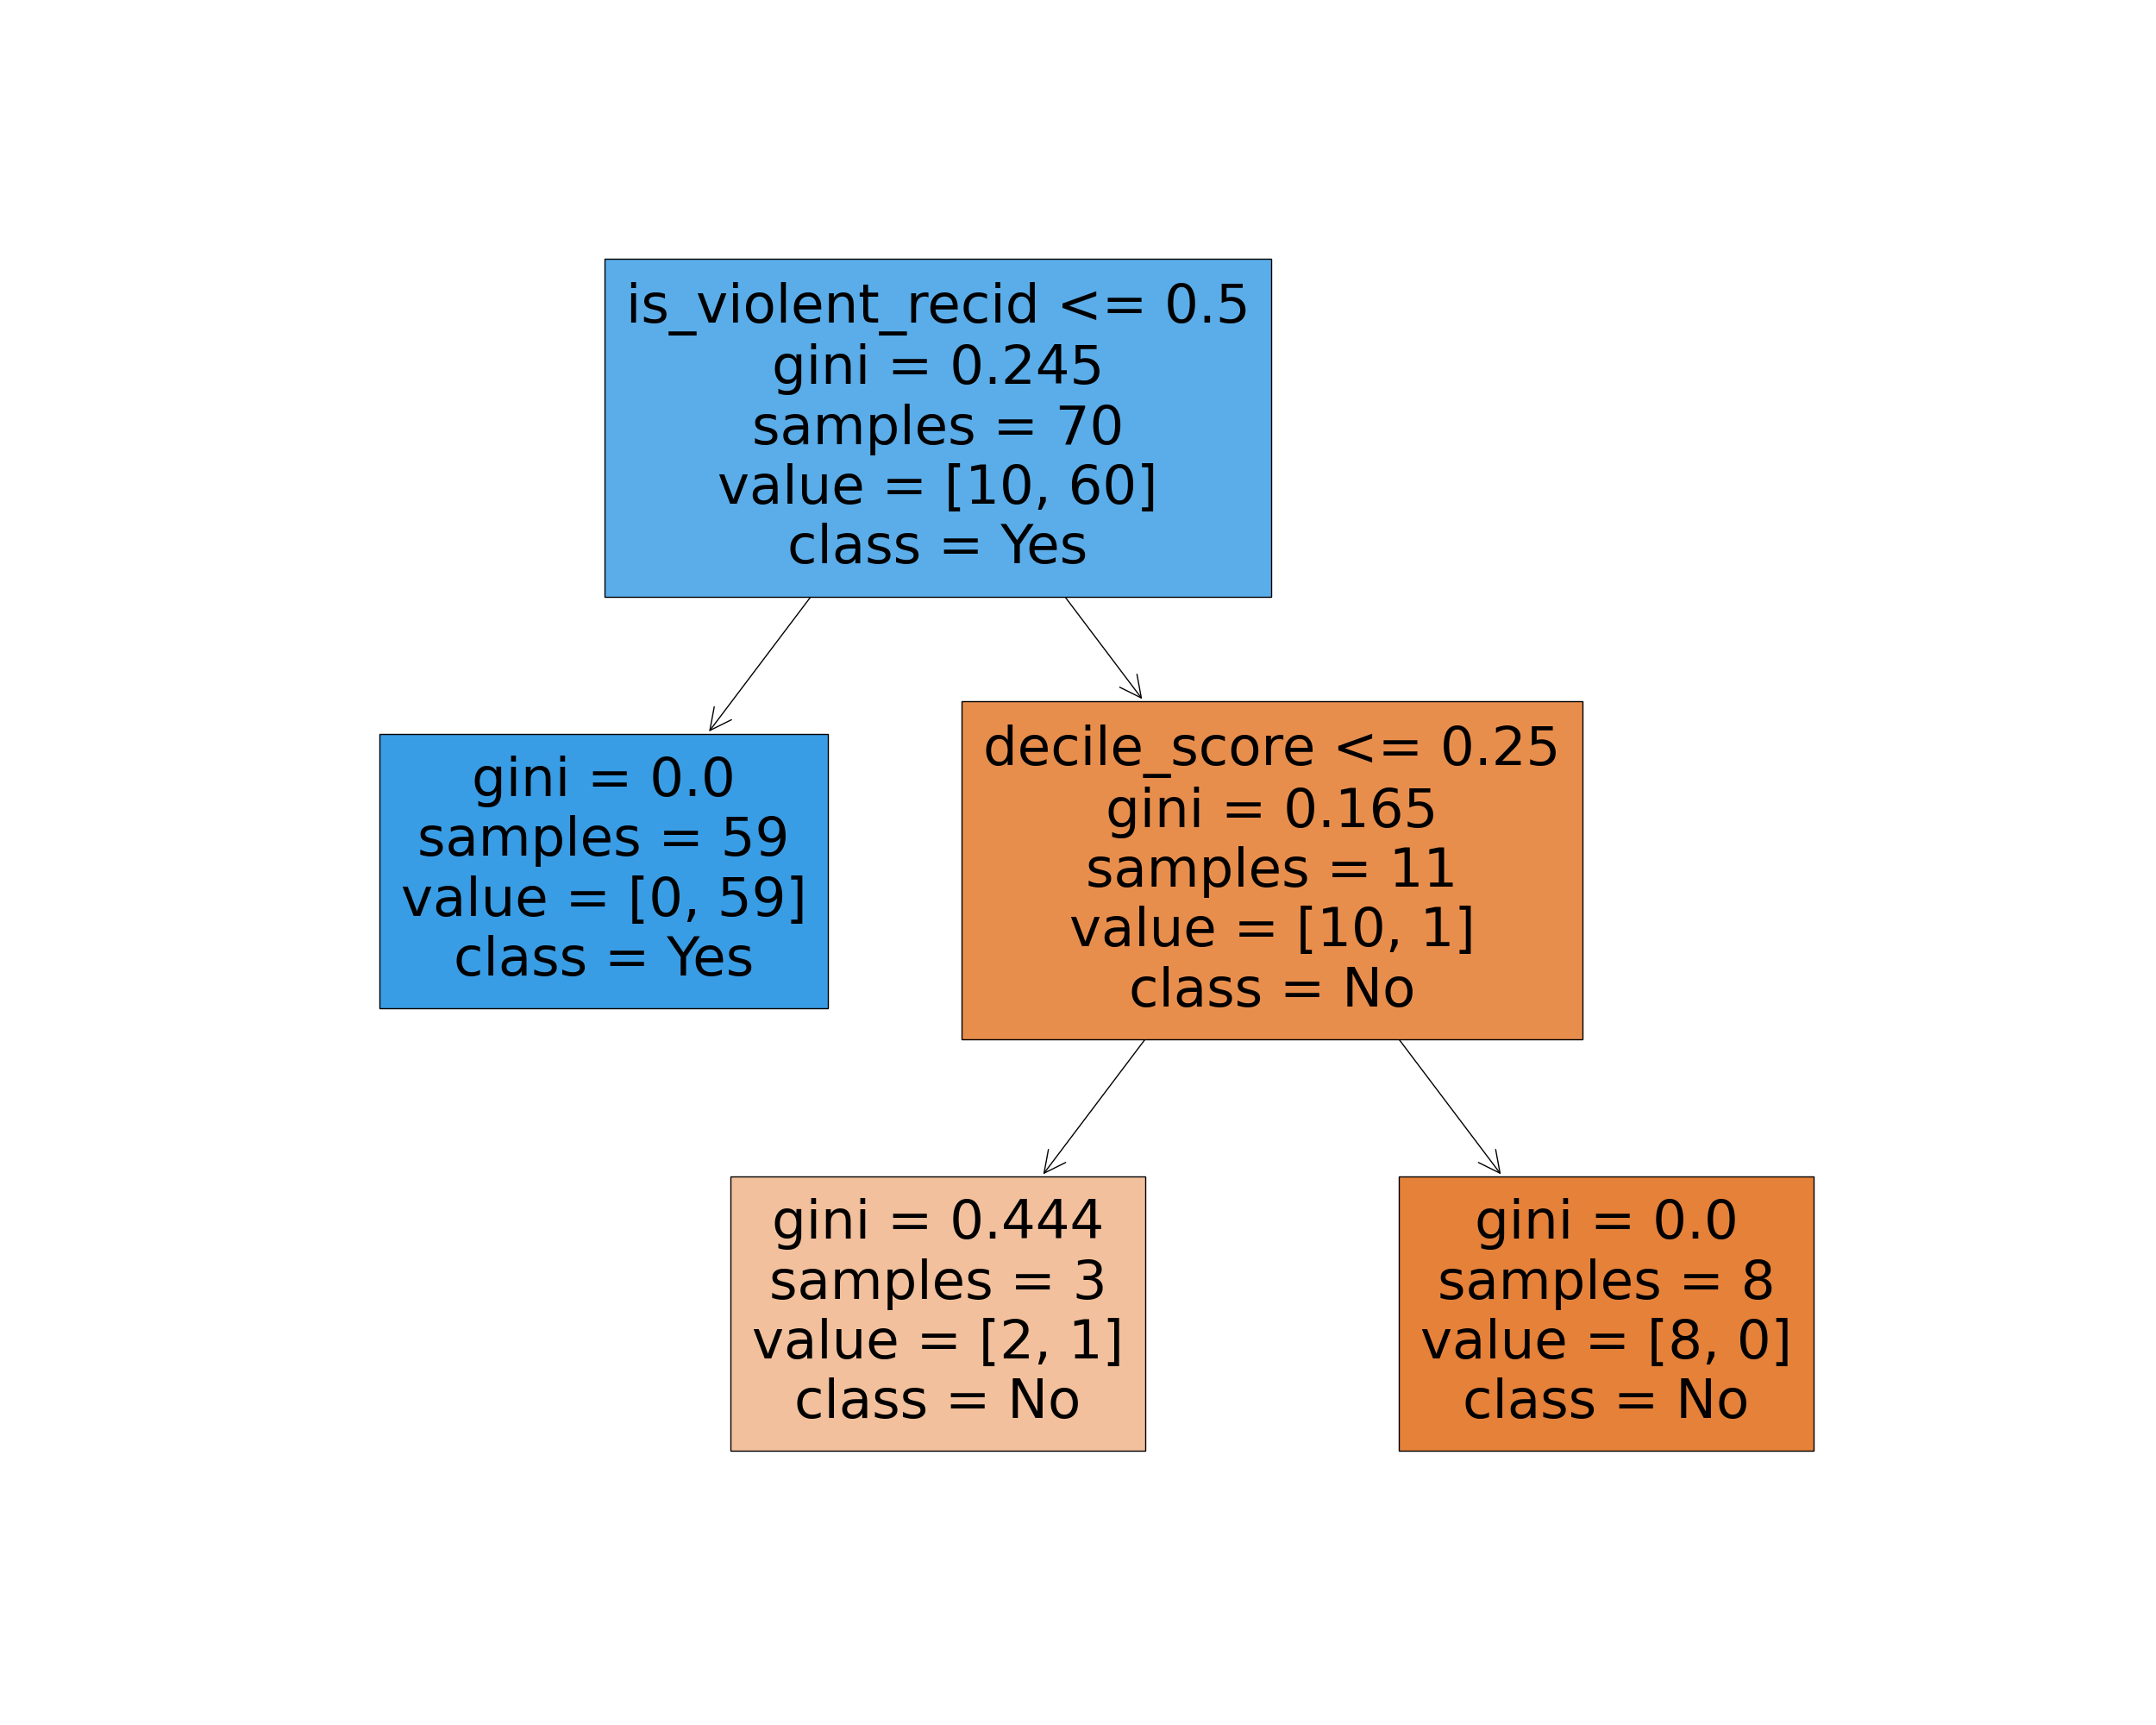 is_violent_recid <= 0.5
gini = 0.245
samples = 70
value = [10, 60]
class = Yes
gini = 0.0
samples = 59
value = [0, 59]
class = Yes
decile_score <= 0.25
gini = 0.165
samples = 11
value = [10, 1]
class = No
gini = 0.444
samples = 3
value = [2, 1]
class = No
gini = 0.0
samples = 8
value = [8, 0]
class = No